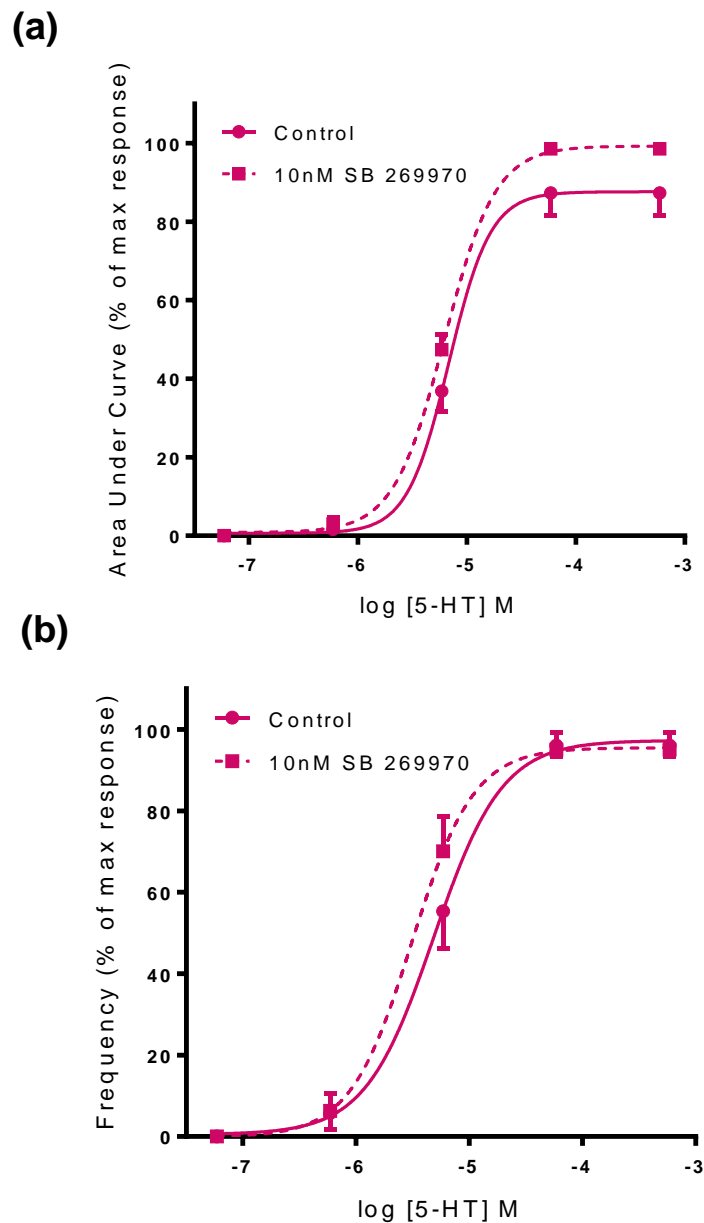 (a)
Area Under Curve (% of max response)
Control
10nM SB 269970
100
80
60
40
20
0
-7 -6 -5 -4 -3
log [5-HT] M
(b)
Frequency (% of max response)
Control
10nM SB 269970
100
80
60
40
20
0
-7 -6 -5 -4 -3
log [5-HT] M